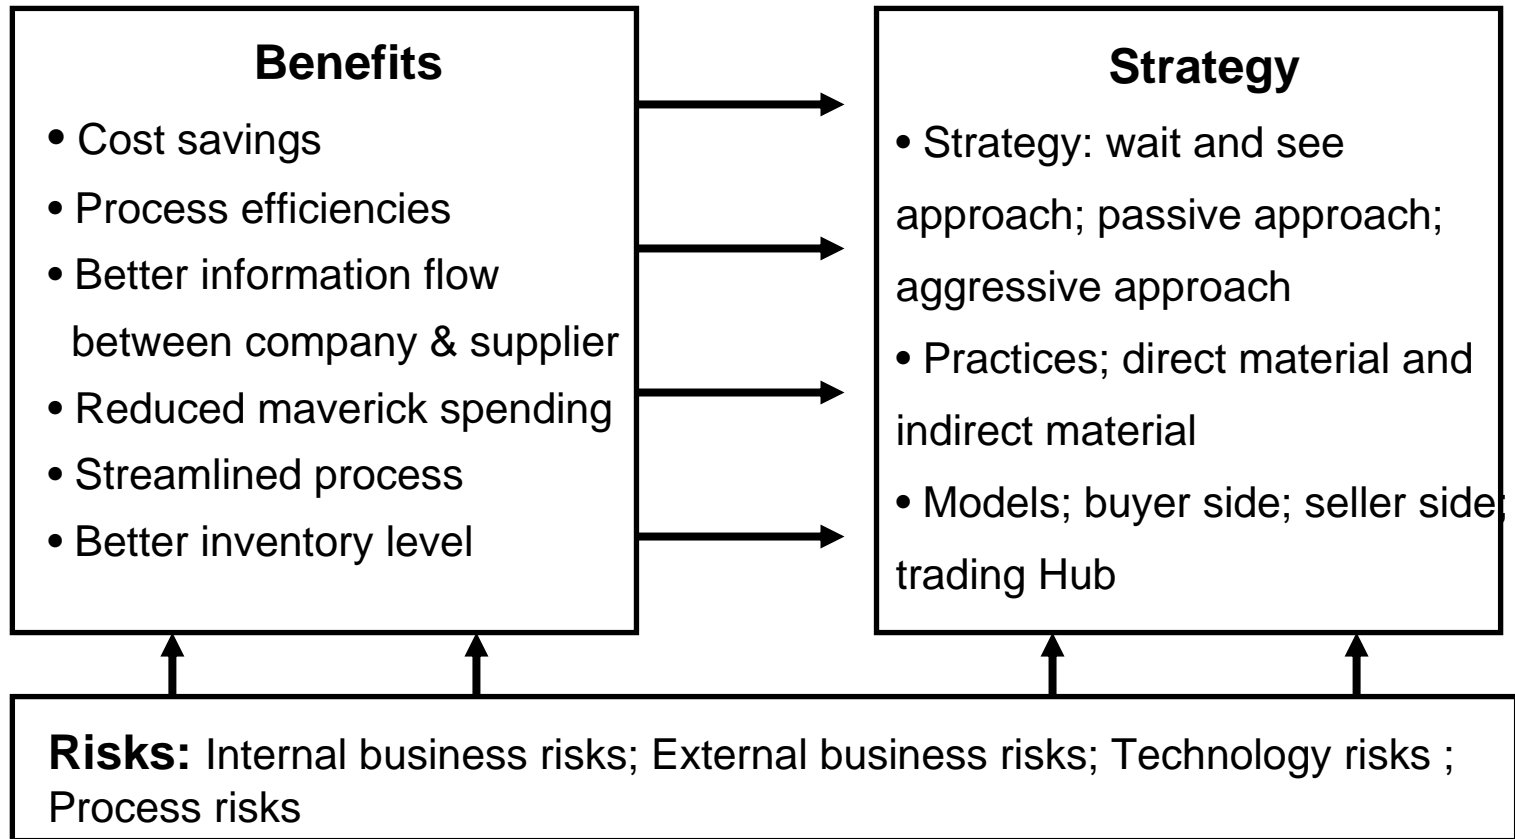 Benefits
• Cost savings
• Process efficiencies
• Better information flow
between company & supplier
• Reduced maverick spending
• Streamlined process
• Better inventory level
Strategy
• Strategy: wait and see
approach; passive approach;
aggressive approach
• Practices; direct material and
indirect material
• Models; buyer side; seller side;
trading Hub
Risks: Internal business risks; External business risks; Technology risks ;
Process risks